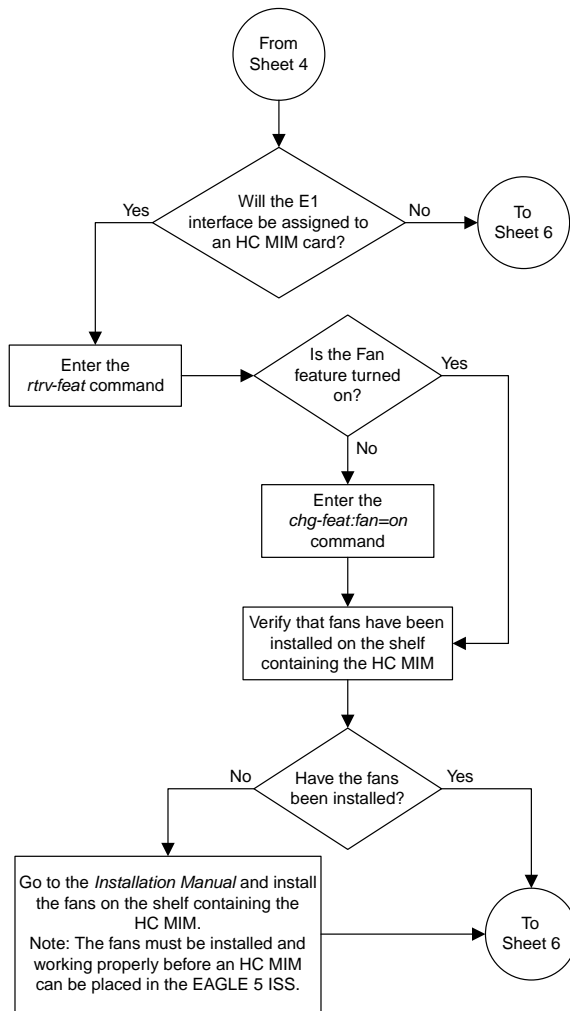 From
Sheet 4
Will the E1
interface be assigned to
an HC MIM card?
Yes
No
To
Sheet 6
Enter the
rtrv-feat command
Is the Fan
feature turned
on?
Yes
No
Enter the
chg-feat:fan=on
command
Verify that fans have been
installed on the shelf
containing the HC MIM
Have the fans
been installed?
No
Yes
Go to the Installation Manual and install
the fans on the shelf containing the
HC MIM.
Note: The fans must be installed and
working properly before an HC MIM
can be placed in the EAGLE 5 ISS.
To
Sheet 6